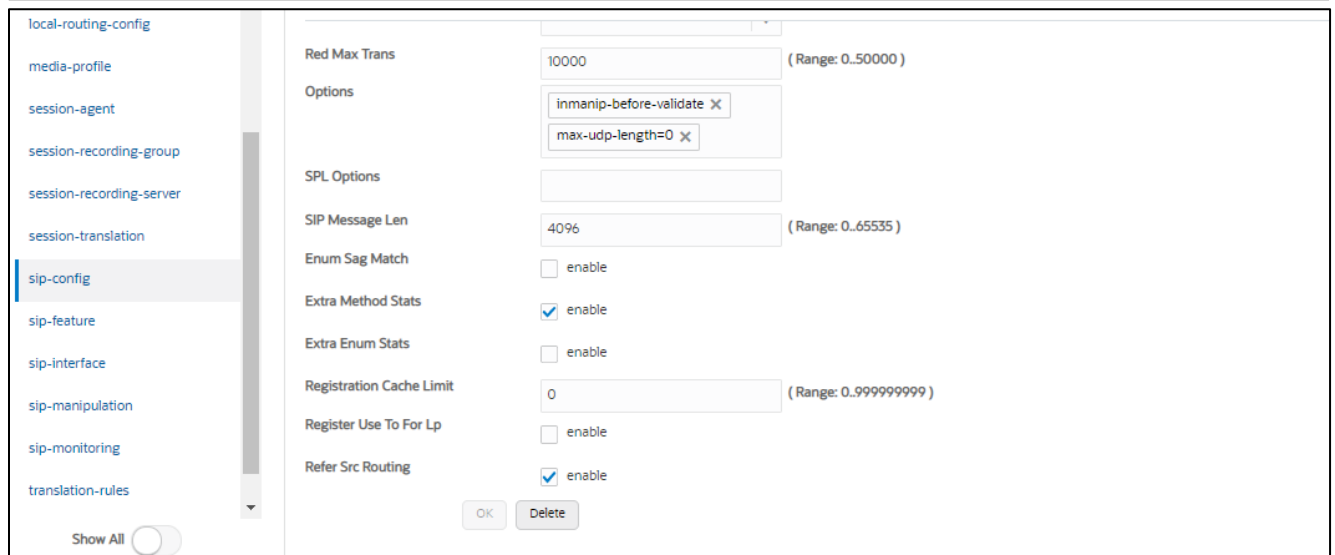 local-routing-config
media-profile
session-agent
session-recording-group
session-recording-server
session-translation
sip-config
sip-feature
sip-interface
sip-manipulation
sip-monitoring
translation-rules
Show All
Red Max Trans
10000
( Range: 0..50000 )
Options
inmanip-before-validate
max-udp-length=0
SPL Options
SIP Message Len
4096
( Range: 0..65535 )
Enum Sag Match
enable
Extra Method Stats
enable
Extra Enum Stats
enable
Registration Cache Limit
0
( Range: 0..999999999 )
Register Use To For Lp
enable
Refer Src Routing
enable
OK
Delete